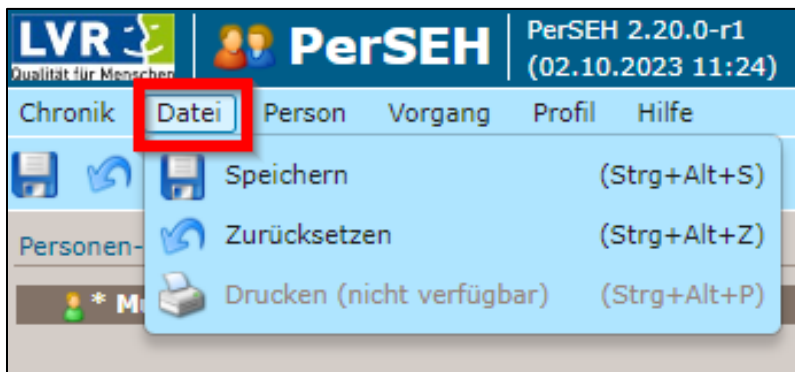 LVR
Qualität für Menschen
PerSEH
PerSEH 2.20.0-r1
(02.10.2023 11:24)
Chronik Datei Person Vorgang Profil Hilfe
Speichern (Strg+Alt+S)
Zurücksetzen (Strg+Alt+Z)
Personen-
Drucken (nicht verfügbar) (Strg+Alt+P)
*